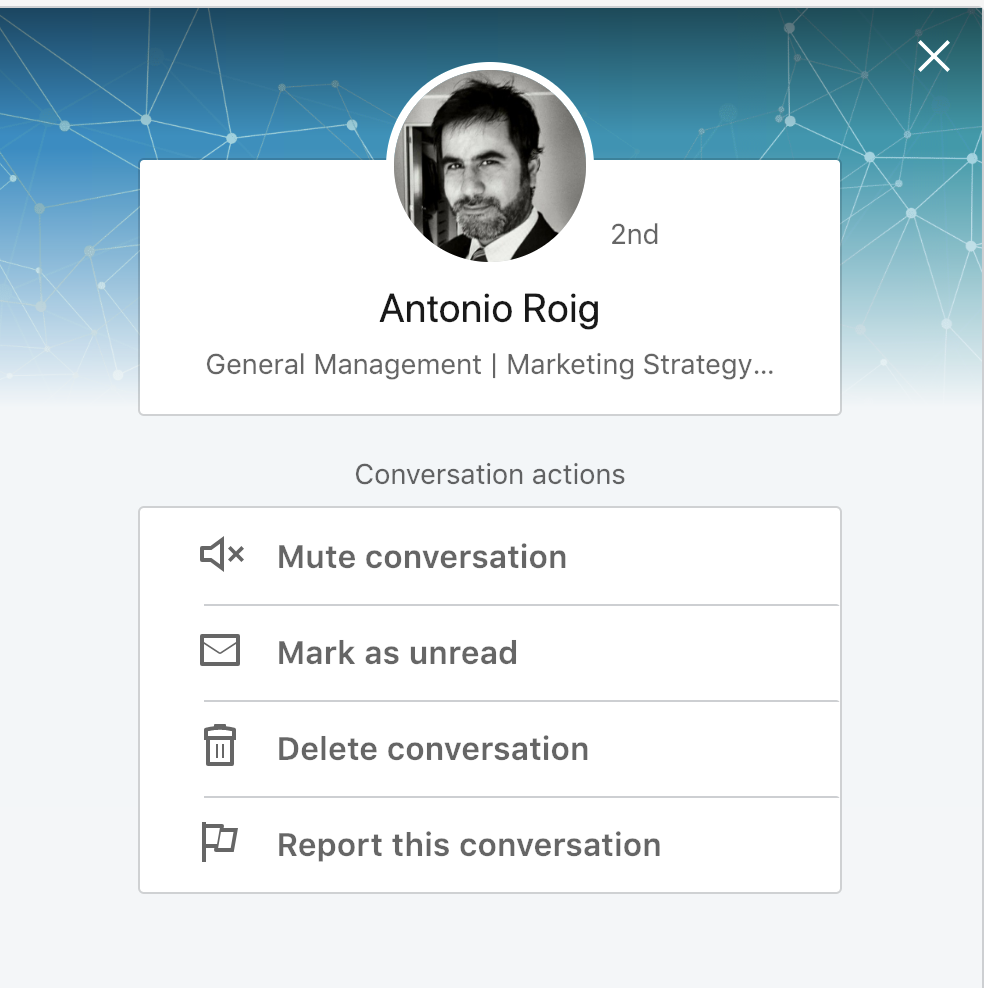 2nd
Antonio Roig
General Management | Marketing Strategy...
Conversation actions
Mute conversation
Mark as unread
Delete conversation
Report this conversation